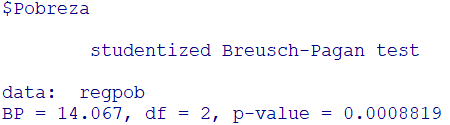 $Pobreza
studentized Breusch-Pagan test
data:  regpob
BP = 14.067, df = 2, p-value = 0.0008819